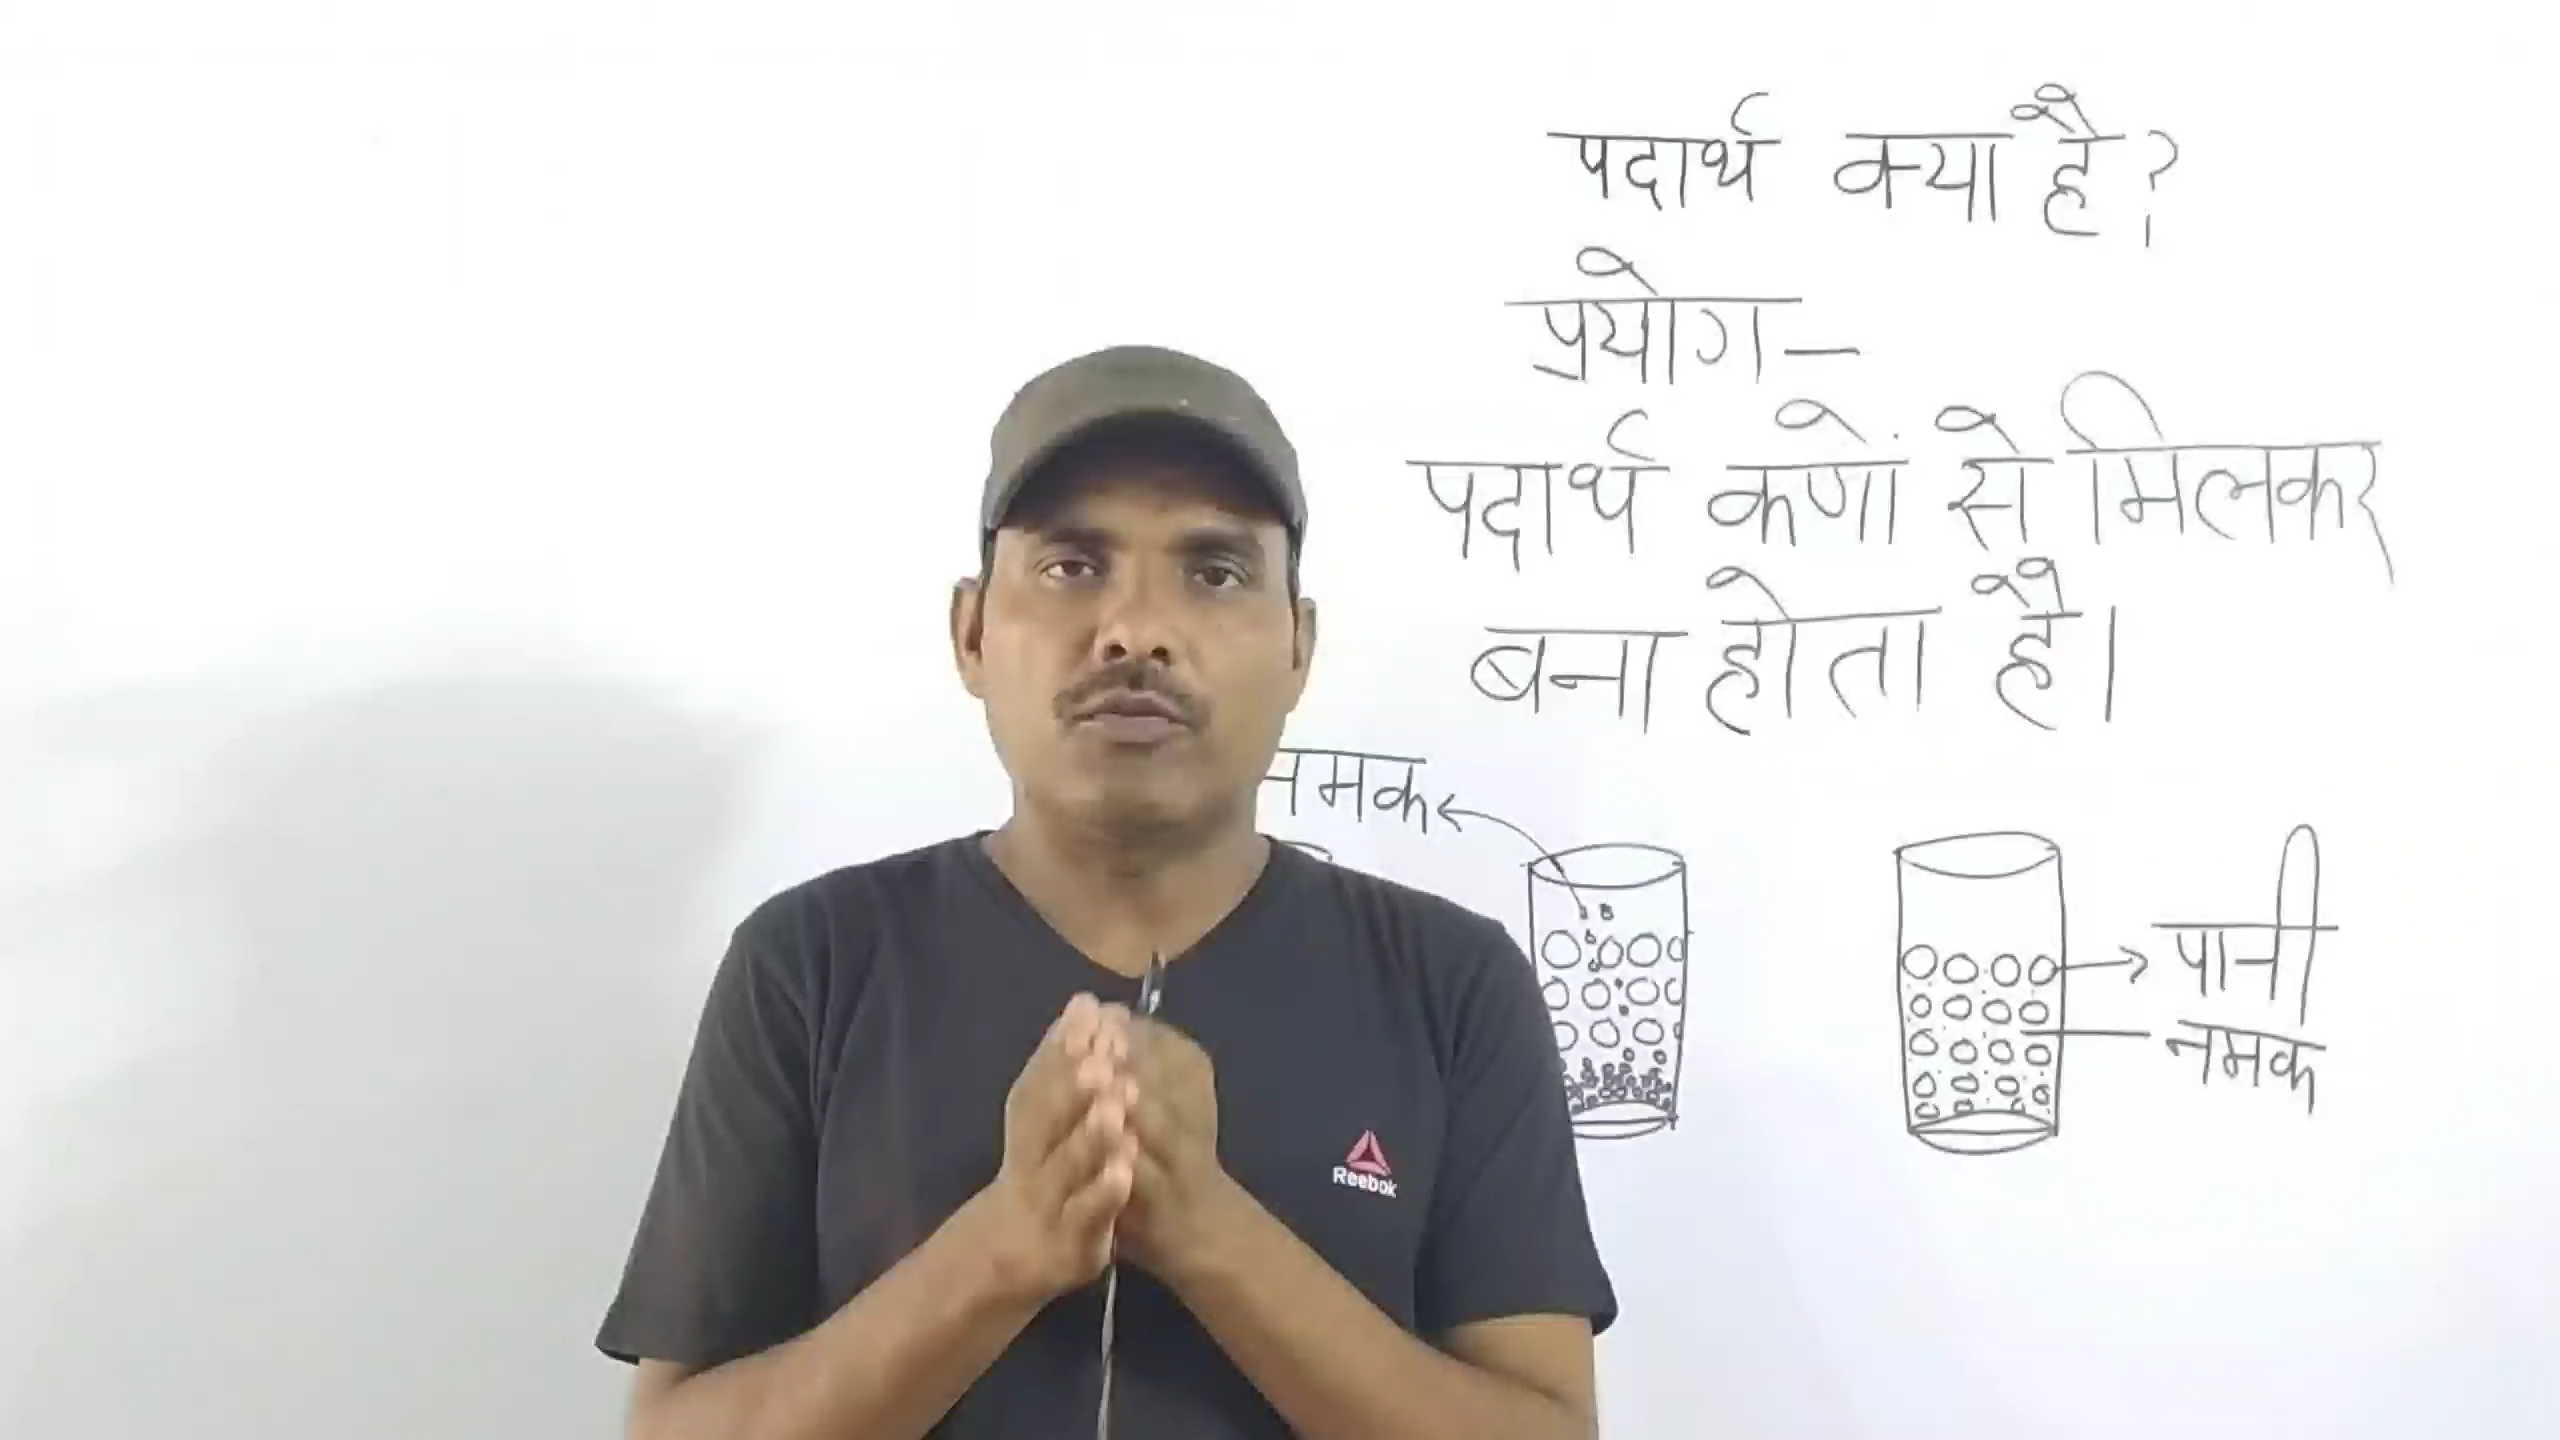 पदार्थ क्या है?
प्रयोग—
पदार्थ कणों से मिलकर
बना होता है।
नमक
पानी
नमक
Reebok